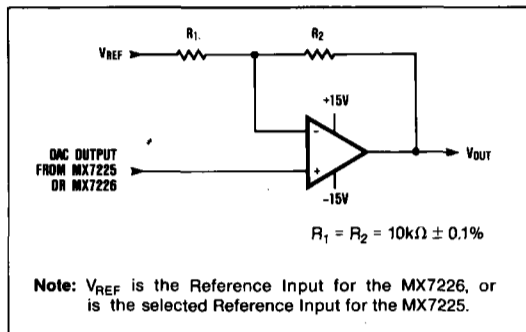 R1
R2
VREF
+15V
-
DAC OUTPUT
FROM MX7225
OR MX7226
+
VOUT
-15V
R1 = R2 = 10kΩ ± 0.1%
Note: VREF is the Reference Input for the MX7226, or
is the selected Reference Input for the MX7225.